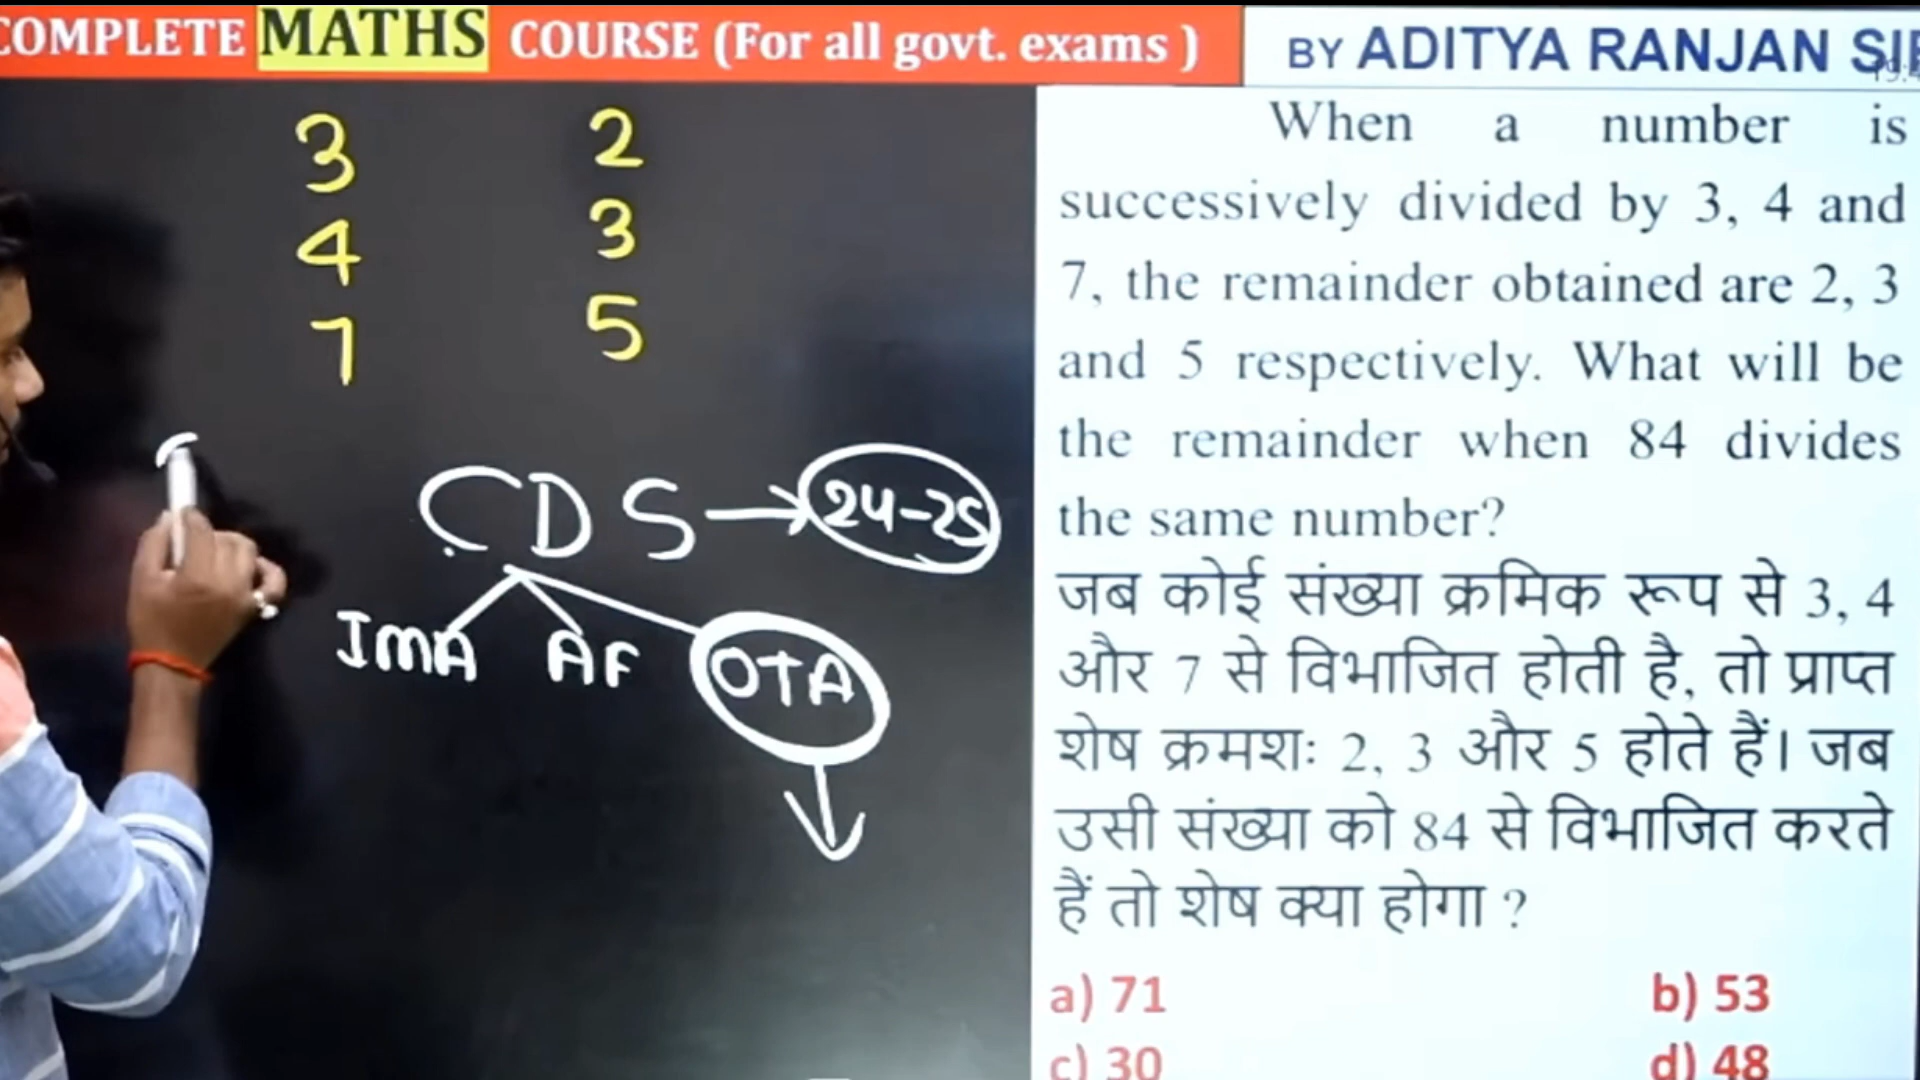 COMPLETE MATHS COURSE (For all govt. exams )
BY ADITYA RANJAN SIR
3 2
4 3
7 5
CDS → 24-25
IMA AF OTA
When a number is
successively divided by 3, 4 and
7, the remainder obtained are 2, 3
and 5 respectively. What will be
the remainder when 84 divides
the same number?
जब कोई संख्या क्रमिक रूप से 3, 4
और 7 से विभाजित होती है, तो प्राप्त
शेष क्रमशः 2, 3 और 5 होते हैं। जब
उसी संख्या को 84 से विभाजित करते
हैं तो शेष क्या होगा ?
a) 71 b) 53
c) 30 d) 48